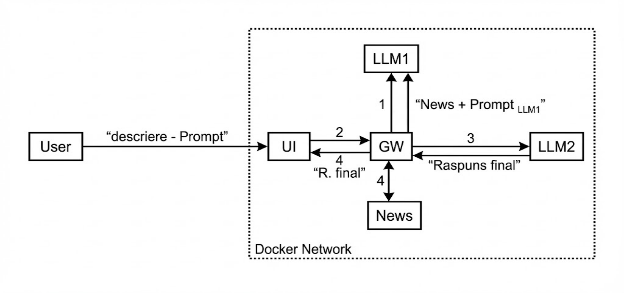 LLM1
1
"News + Prompt LLM1"
"descriere - Prompt"
2
3
User
UI
GW
LLM2
4
"R. final"
"Raspuns final"
4
News
Docker Network